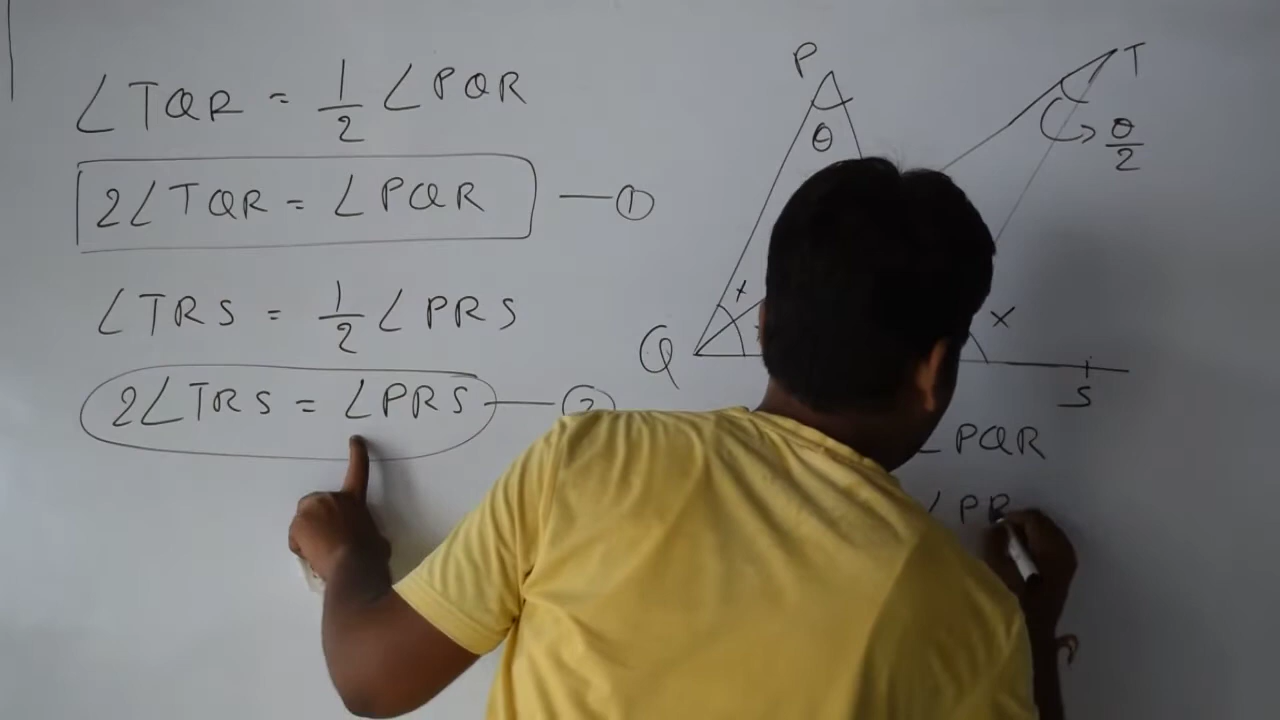 ∠TQR = 1/2 ∠PQR
2∠TQR = ∠PQR — ①
∠TRS = 1/2 ∠PRS
2∠TRS = ∠PRS — ②
P
θ
T
θ/2
x
Q
x
S
∠PQR
∠PR